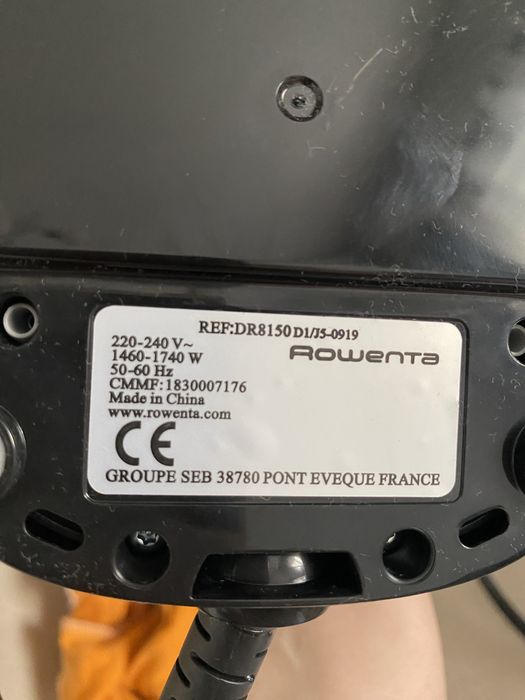 REF:DR8150 D1/J5-0919
ROWENTA
220-240 V~
1460-1740 W
50-60 Hz
CMMF:1830007176
Made in China
www.rowenta.com
CE
GROUPE SEB 38780 PONT EVEQUE FRANCE